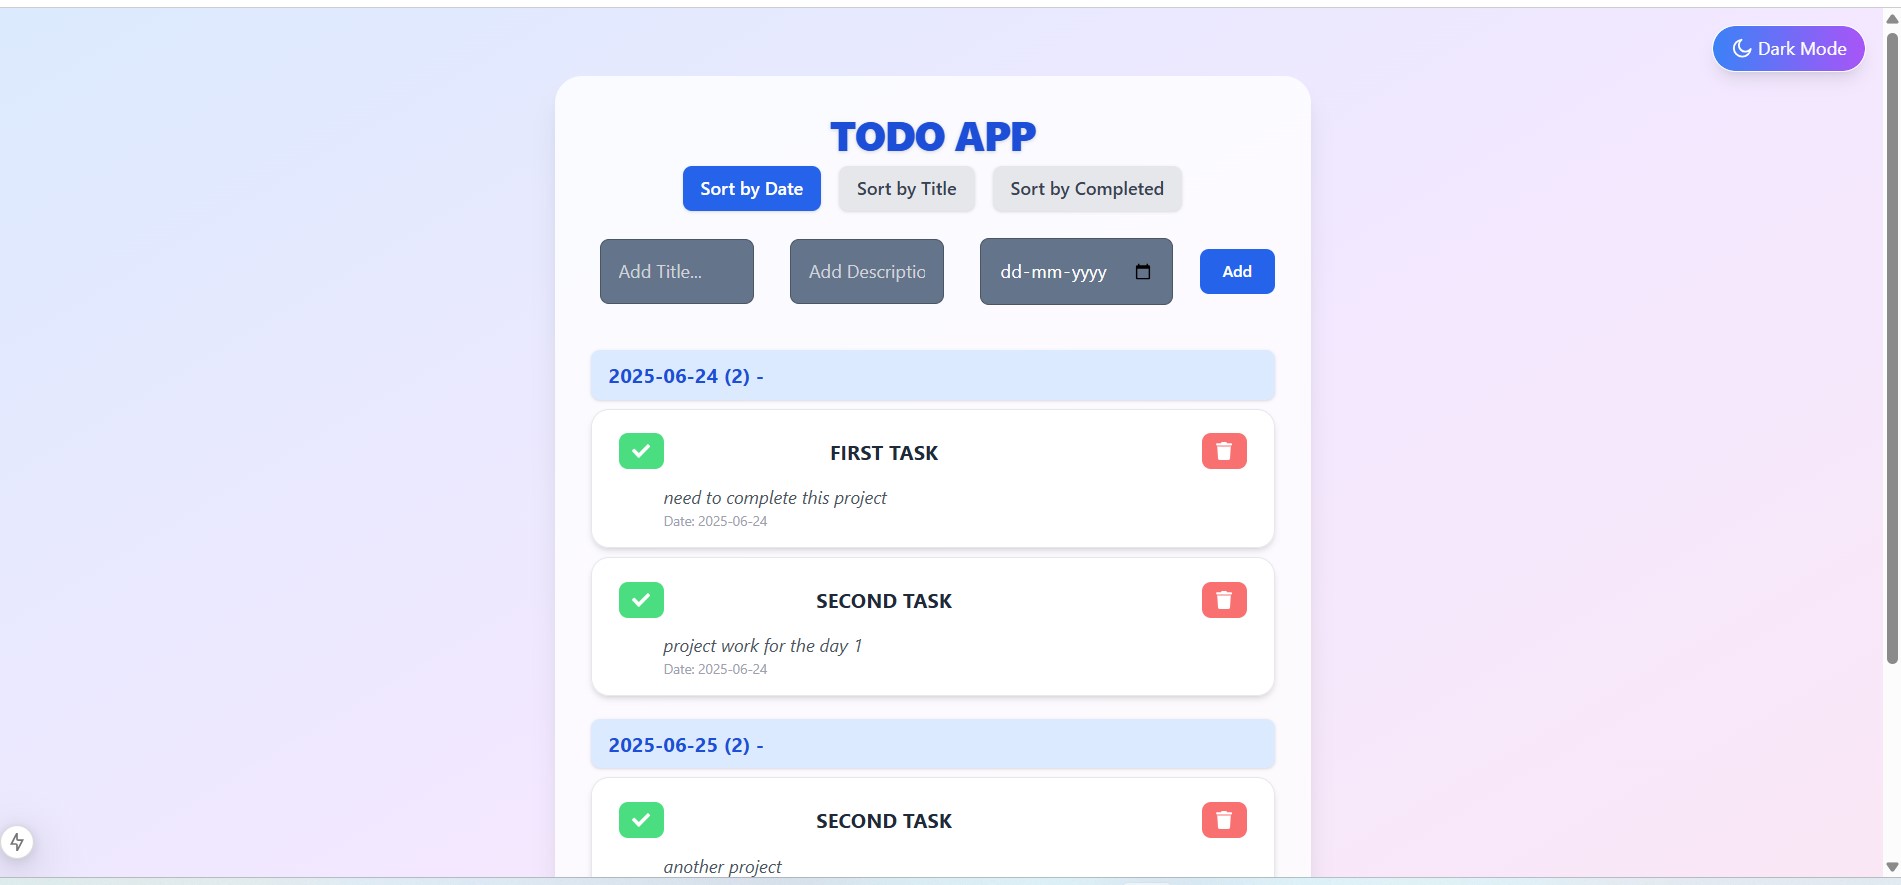 Dark Mode
TODO APP
Sort by Date Sort by Title Sort by Completed
Add Title... Add Descriptio dd-mm-yyyy Add
2025-06-24 (2) -
FIRST TASK
need to complete this project
Date: 2025-06-24
SECOND TASK
project work for the day 1
Date: 2025-06-24
2025-06-25 (2) -
SECOND TASK
another project